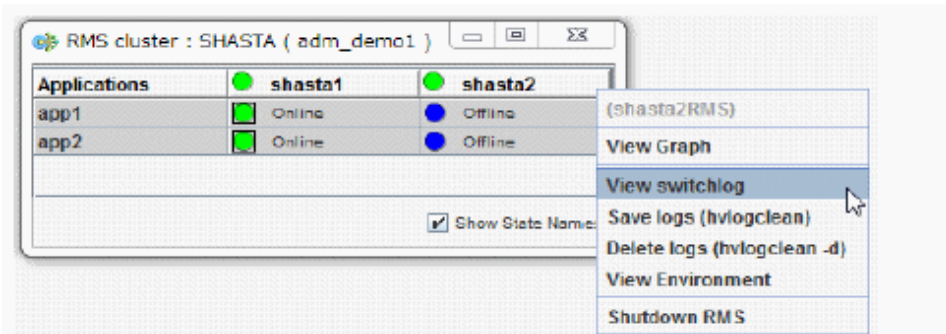 RMS cluster : SHASTA ( adm_demo1 )
Applications shasta1 shasta2
app1 Online Offline
app2 Online Offline
Show State Name
(shasta2RMS)
View Graph
View switchlog
Save logs (hvlogclean)
Delete logs (hvlogclean -d)
View Environment
Shutdown RMS